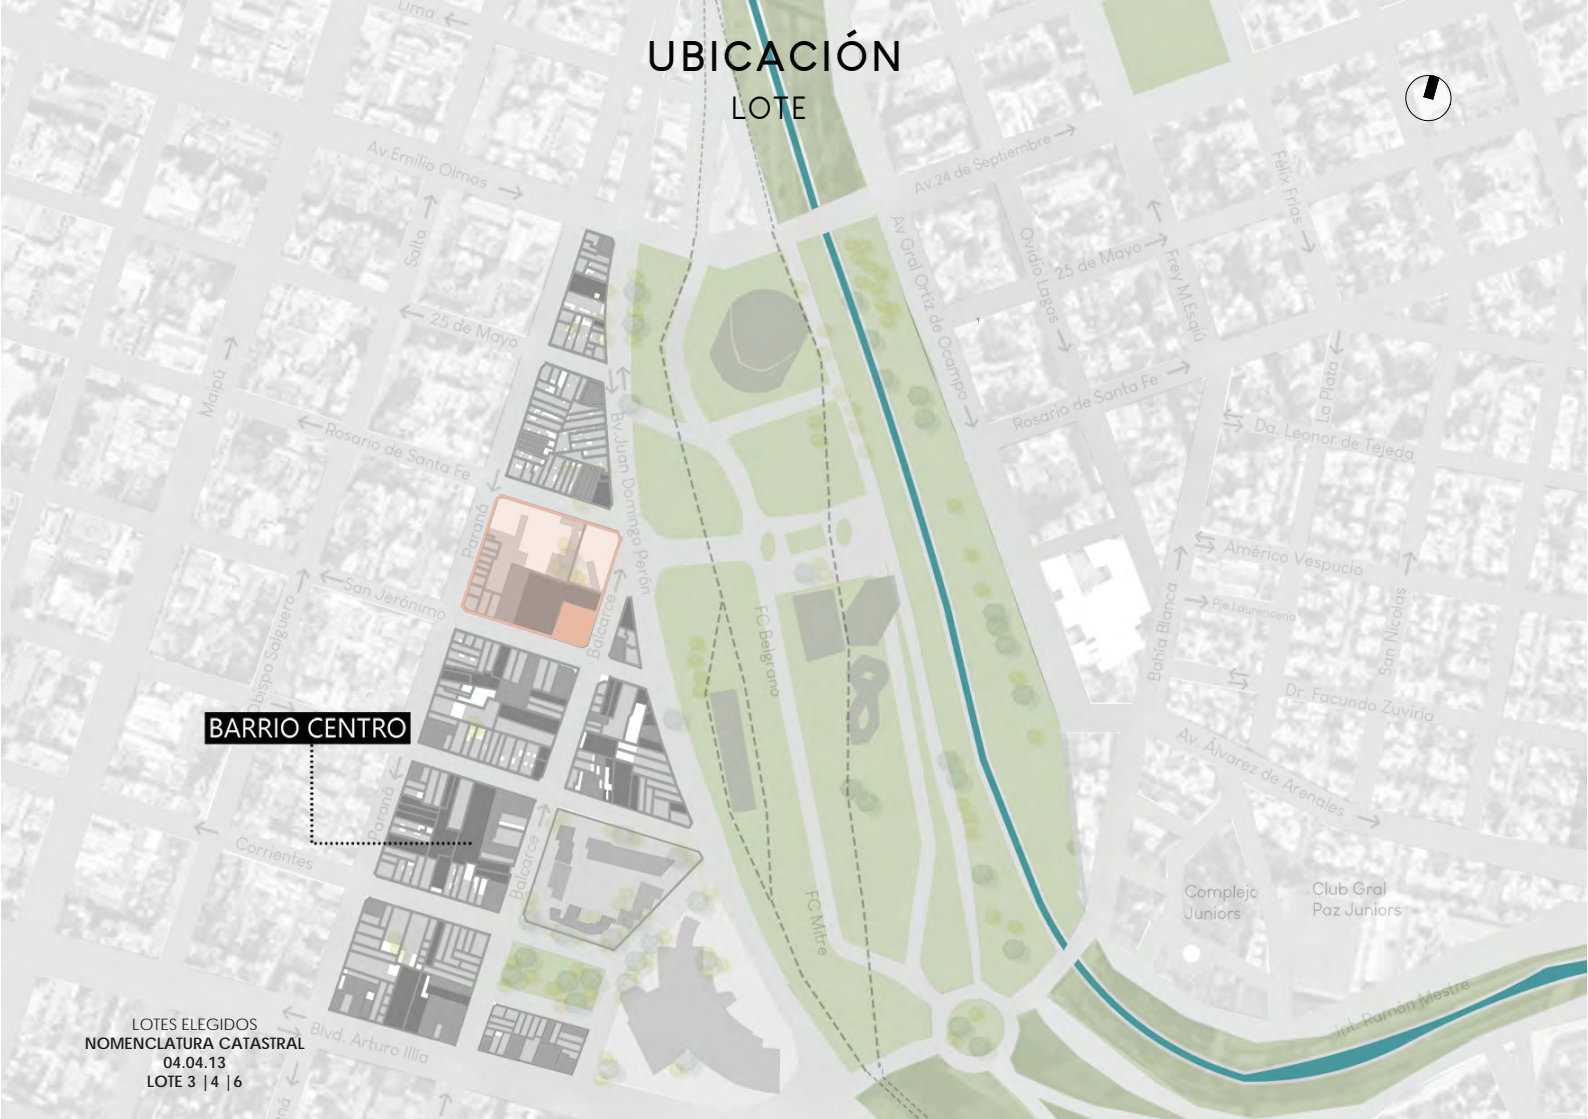 Lima
UBICACIÓN
LOTE
Av.Emilio Olmos
Av.24 de Septiembre
Félix Frías
Salta
Av Gral Ortiz de Ocampo
Ovidio Lagos
25 de Mayo
Frey M.Esqiú
25 de Mayo
Maipú
Rosario de Santa Fe
La Plata
Bv.Juan Domingo Perón
Da. Leonor de Tejeda
Rosario de Santa Fe
Paraná
Américo Vespucio
San Jerónimo
Balcarce
Pje.Laurencena
Bahía Blanca
San Nicolás
Obispo Salguero
FC Belgrano
Dr. Facundo Zuviría
BARRIO CENTRO
Av. Álvarez de Arenales
Paraná
Corrientes
Balcarce
FC Mitre
Complejo
Juniors
Club Gral
Paz Juniors
Int. Ramón Mestre
Blvd. Arturo Illia
LOTES ELEGIDOS
NOMENCLATURA CATASTRAL
04.04.13
LOTE 3 |4 |6